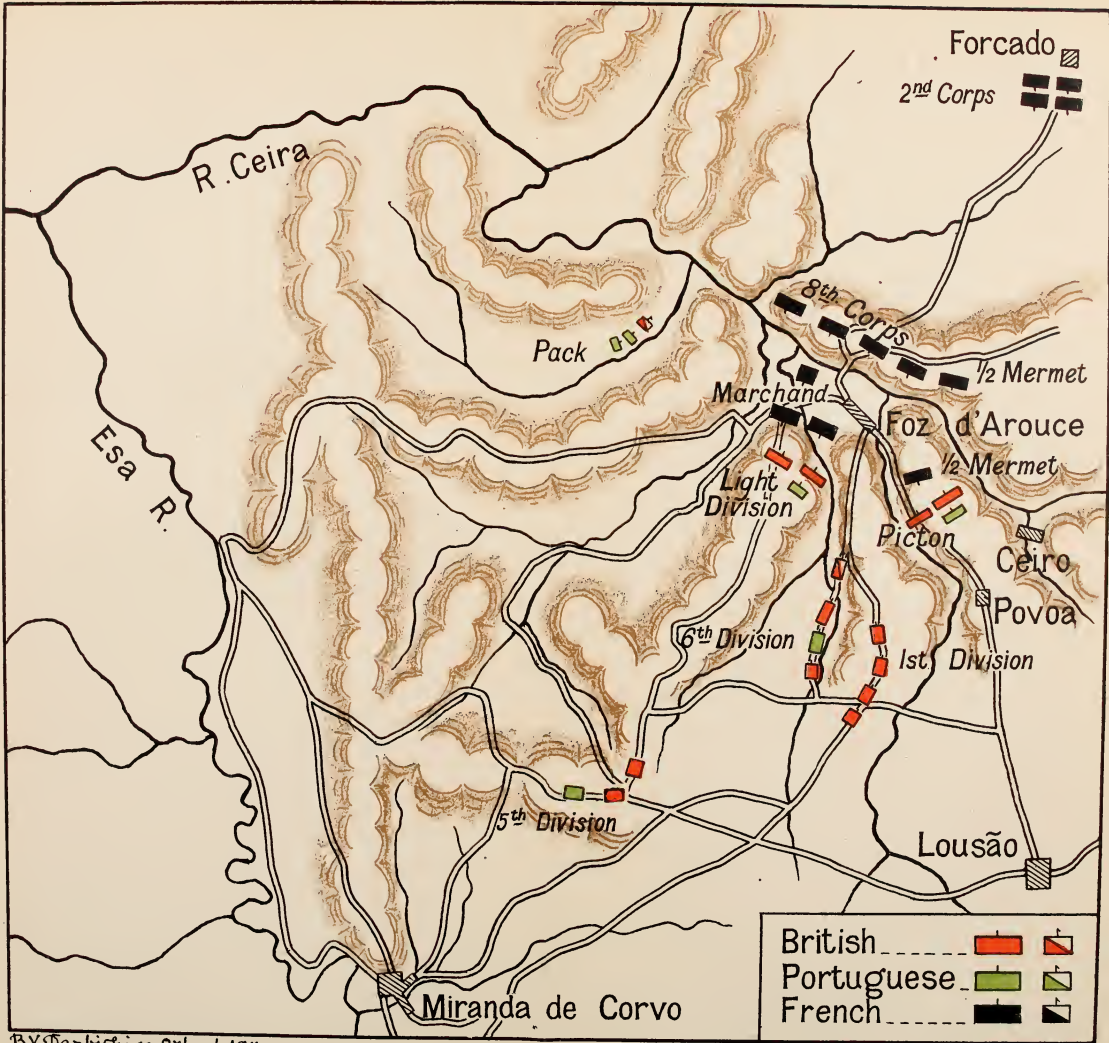 Forcado
2nd Corps
R. Ceira
8th Corps
Pack
1/2 Mermet
Marchand
Foz d'Arouce
Esa R.
1/2 Mermet
Light
Division
Picton
Ceiro
Povoa
6th Division
1st Division
5th Division
Lousão
Miranda de Corvo
British
Portuguese
French